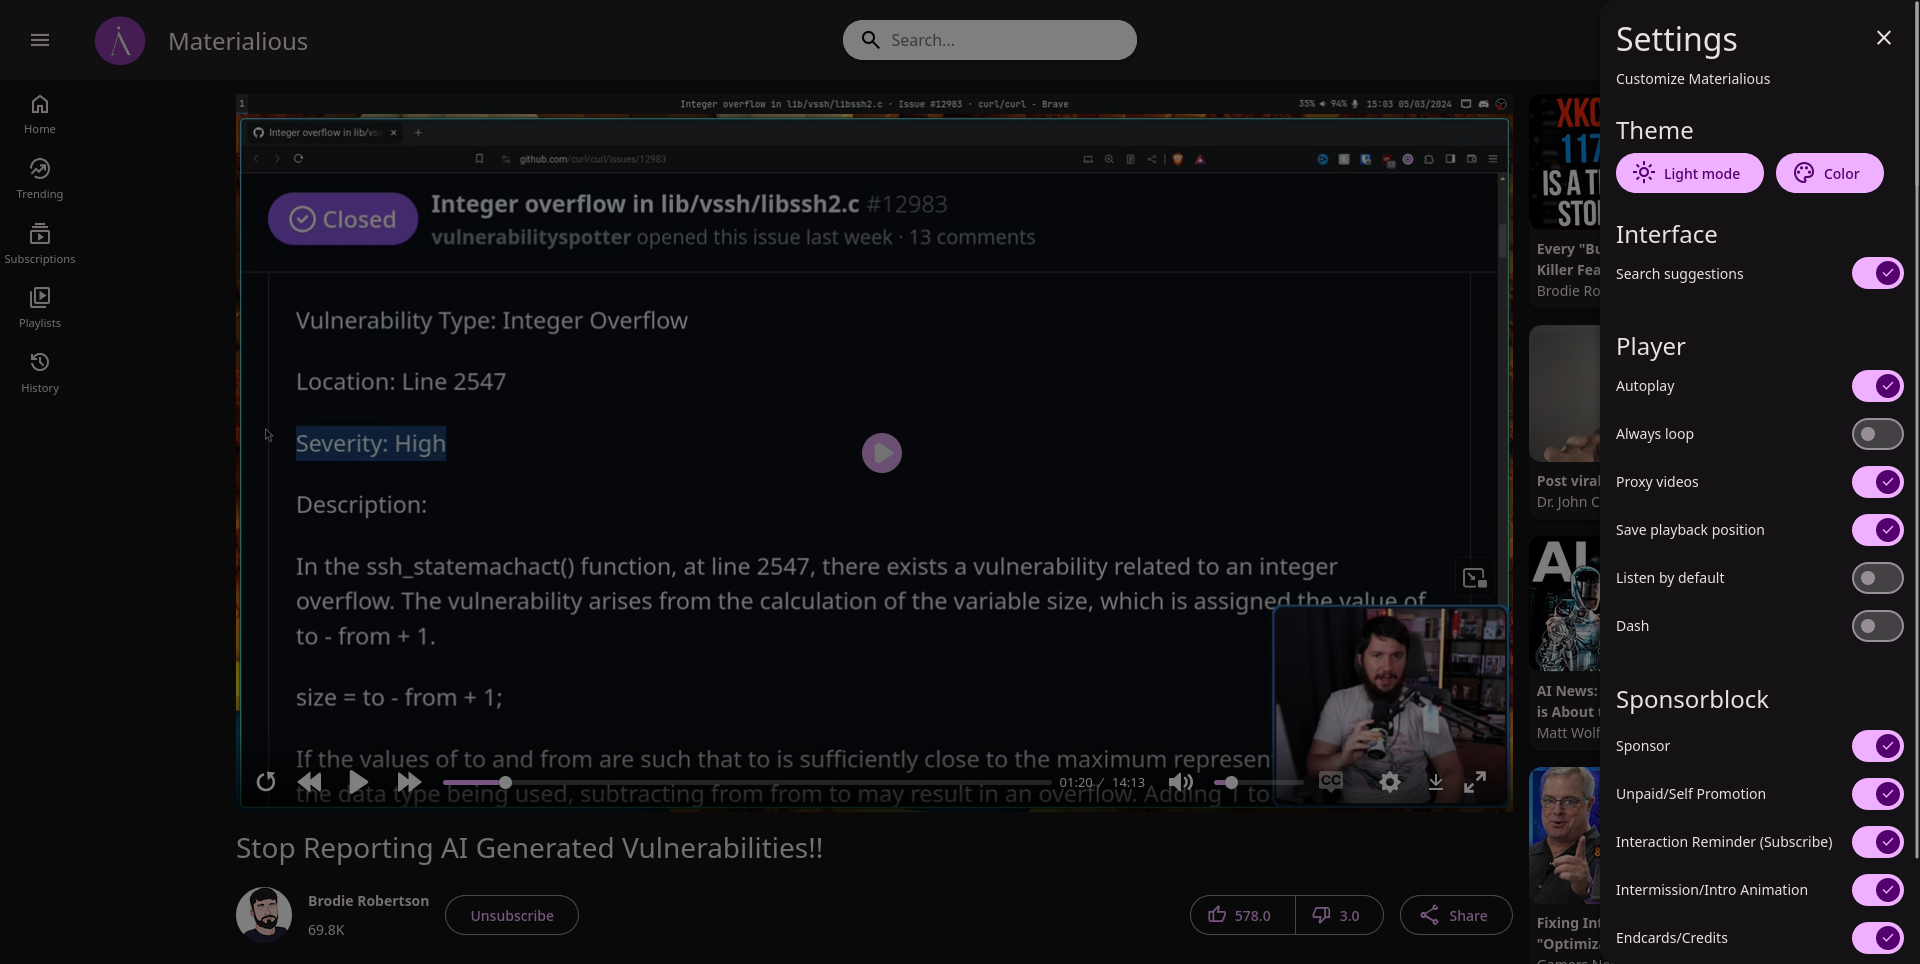 Materialious
Search...
Home
Trending
Subscriptions
Playlists
History
1
Integer overflow in lib/vssh/libssh2.c · Issue #12983 · curl/curl - Brave
35%
94%
15:03 05/03/2024
Integer overflow in lib/vs
github.com/curl/curl/issues/12983
Closed
Integer overflow in lib/vssh/libssh2.c #12983
vulnerabilityspotter opened this issue last week · 13 comments
Vulnerability Type: Integer Overflow
Location: Line 2547
Severity: High
Description:
In the ssh_statemachact() function, at line 2547, there exists a vulnerability related to an integer
overflow. The vulnerability arises from the calculation of the variable size, which is assigned the value of
to - from + 1.
size = to - from + 1;
If the values of to and from are such that to is sufficiently close to the maximum represent
the data type being used, subtracting from from to may result in an overflow. Adding 1 to
01:20 / 14:13
CC
Stop Reporting AI Generated Vulnerabilities!!
Brodie Robertson
69.8K
Unsubscribe
578.0
3.0
Share
XKC
117
IS A T
STO
Every "Bu
Killer Fea
Brodie Ro
Post viral
Dr. John C
AI
AI News:
is About t
Matt Wolf
Fixing Int
"Optimiz
Gamers Ne
Settings
Customize Materialious
Theme
Light mode
Color
Interface
Search suggestions
Player
Autoplay
Always loop
Proxy videos
Save playback position
Listen by default
Dash
Sponsorblock
Sponsor
Unpaid/Self Promotion
Interaction Reminder (Subscribe)
Intermission/Intro Animation
Endcards/Credits